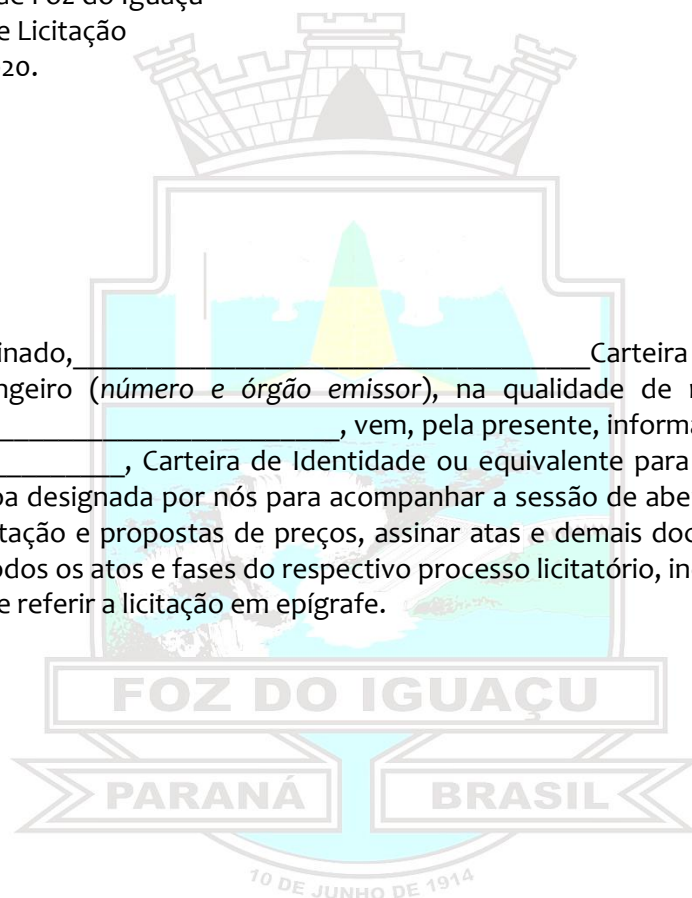 de Foz do Iguaçu
e Licitação
20.
inado,___________________________________Carteira
ngeiro (número e órgão emissor), na qualidade de
_______________________, vem, pela presente, informa
_________, Carteira de Identidade ou equivalente para
oa designada por nós para acompanhar a sessão de abe
tação e propostas de preços, assinar atas e demais doc
odos os atos e fases do respectivo processo licitatório, in
e referir a licitação em epígrafe.
FOZ DO IGUAÇU
PARANÁ BRASIL
10 DE JUNHO DE 1914